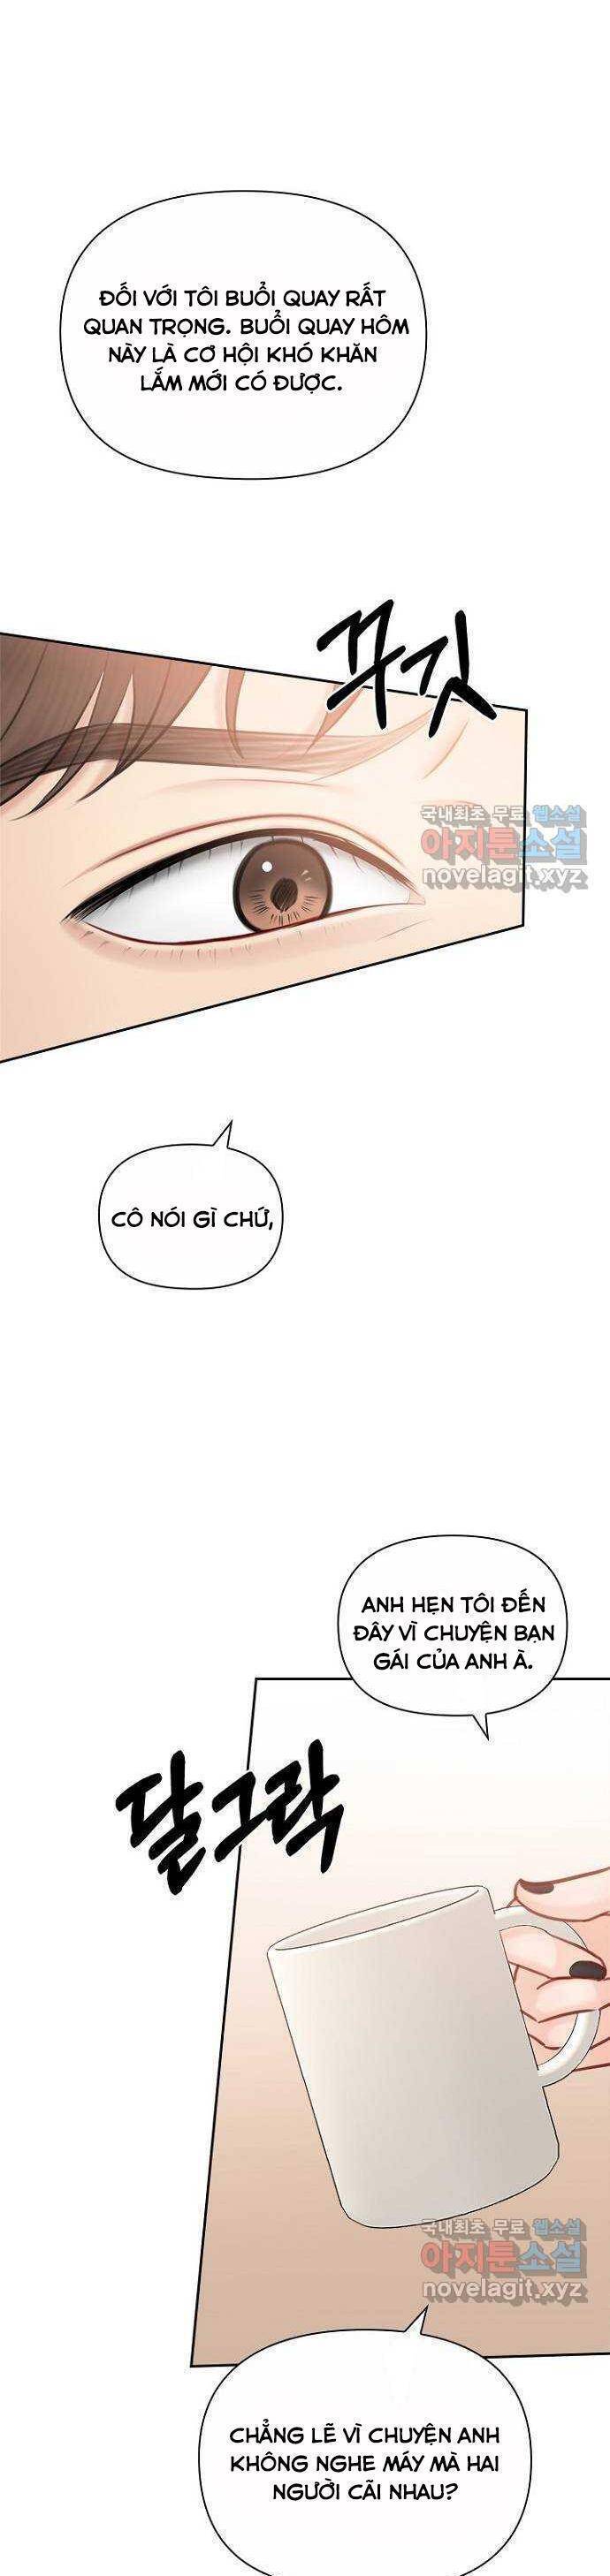 ĐỐI VỚI TÔI BUỔI QUAY RẤT
QUAN TRỌNG. BUỔI QUAY HÔM
NÀY LÀ CƠ HỘI KHÓ KHĂN
LẮM MỚI CÓ ĐƯỢC.
끄깃
국내최초 무료 웹소설
아지툰소설
novelagit.xyz
CÔ NÓI GÌ CHỨ,
ANH HẸN TÔI ĐẾN
ĐÂY VÌ CHUYỆN BẠN
GÁI CỦA ANH À.
달그락
국내최초 무료 웹소설
아지툰소설
novelagit.xyz
CHẲNG LẼ VÌ CHUYỆN ANH
KHÔNG NGHE MÁY MÀ HAI
NGƯỜI CÃI NHAU?